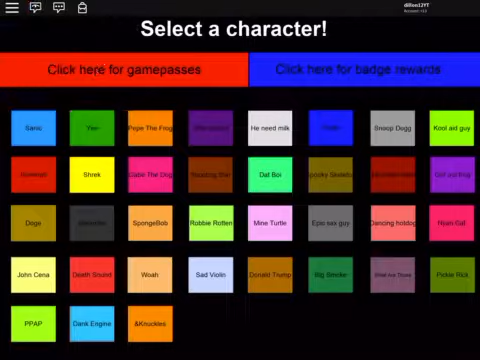 dillon12YT
Select a character!
Click here for gamepasses
Click here for badge rewards
Sanic
Pepe The Frog
He need milk
Snoop Dogg
Kool aid guy
Shrek
Gabe The Dog
Dat Boi
Spooky Skeleton
Doge
SpongeBob
Robbie Rotten
Mine Turtle
Epic sax guy
Dancing hotdog
Nyan Cat
John Cena
Death Sound
Woah
Sad Violin
Donald Trump
Big Smoke
Pickle Rick
PPAP
Dank Engine
&Knuckles